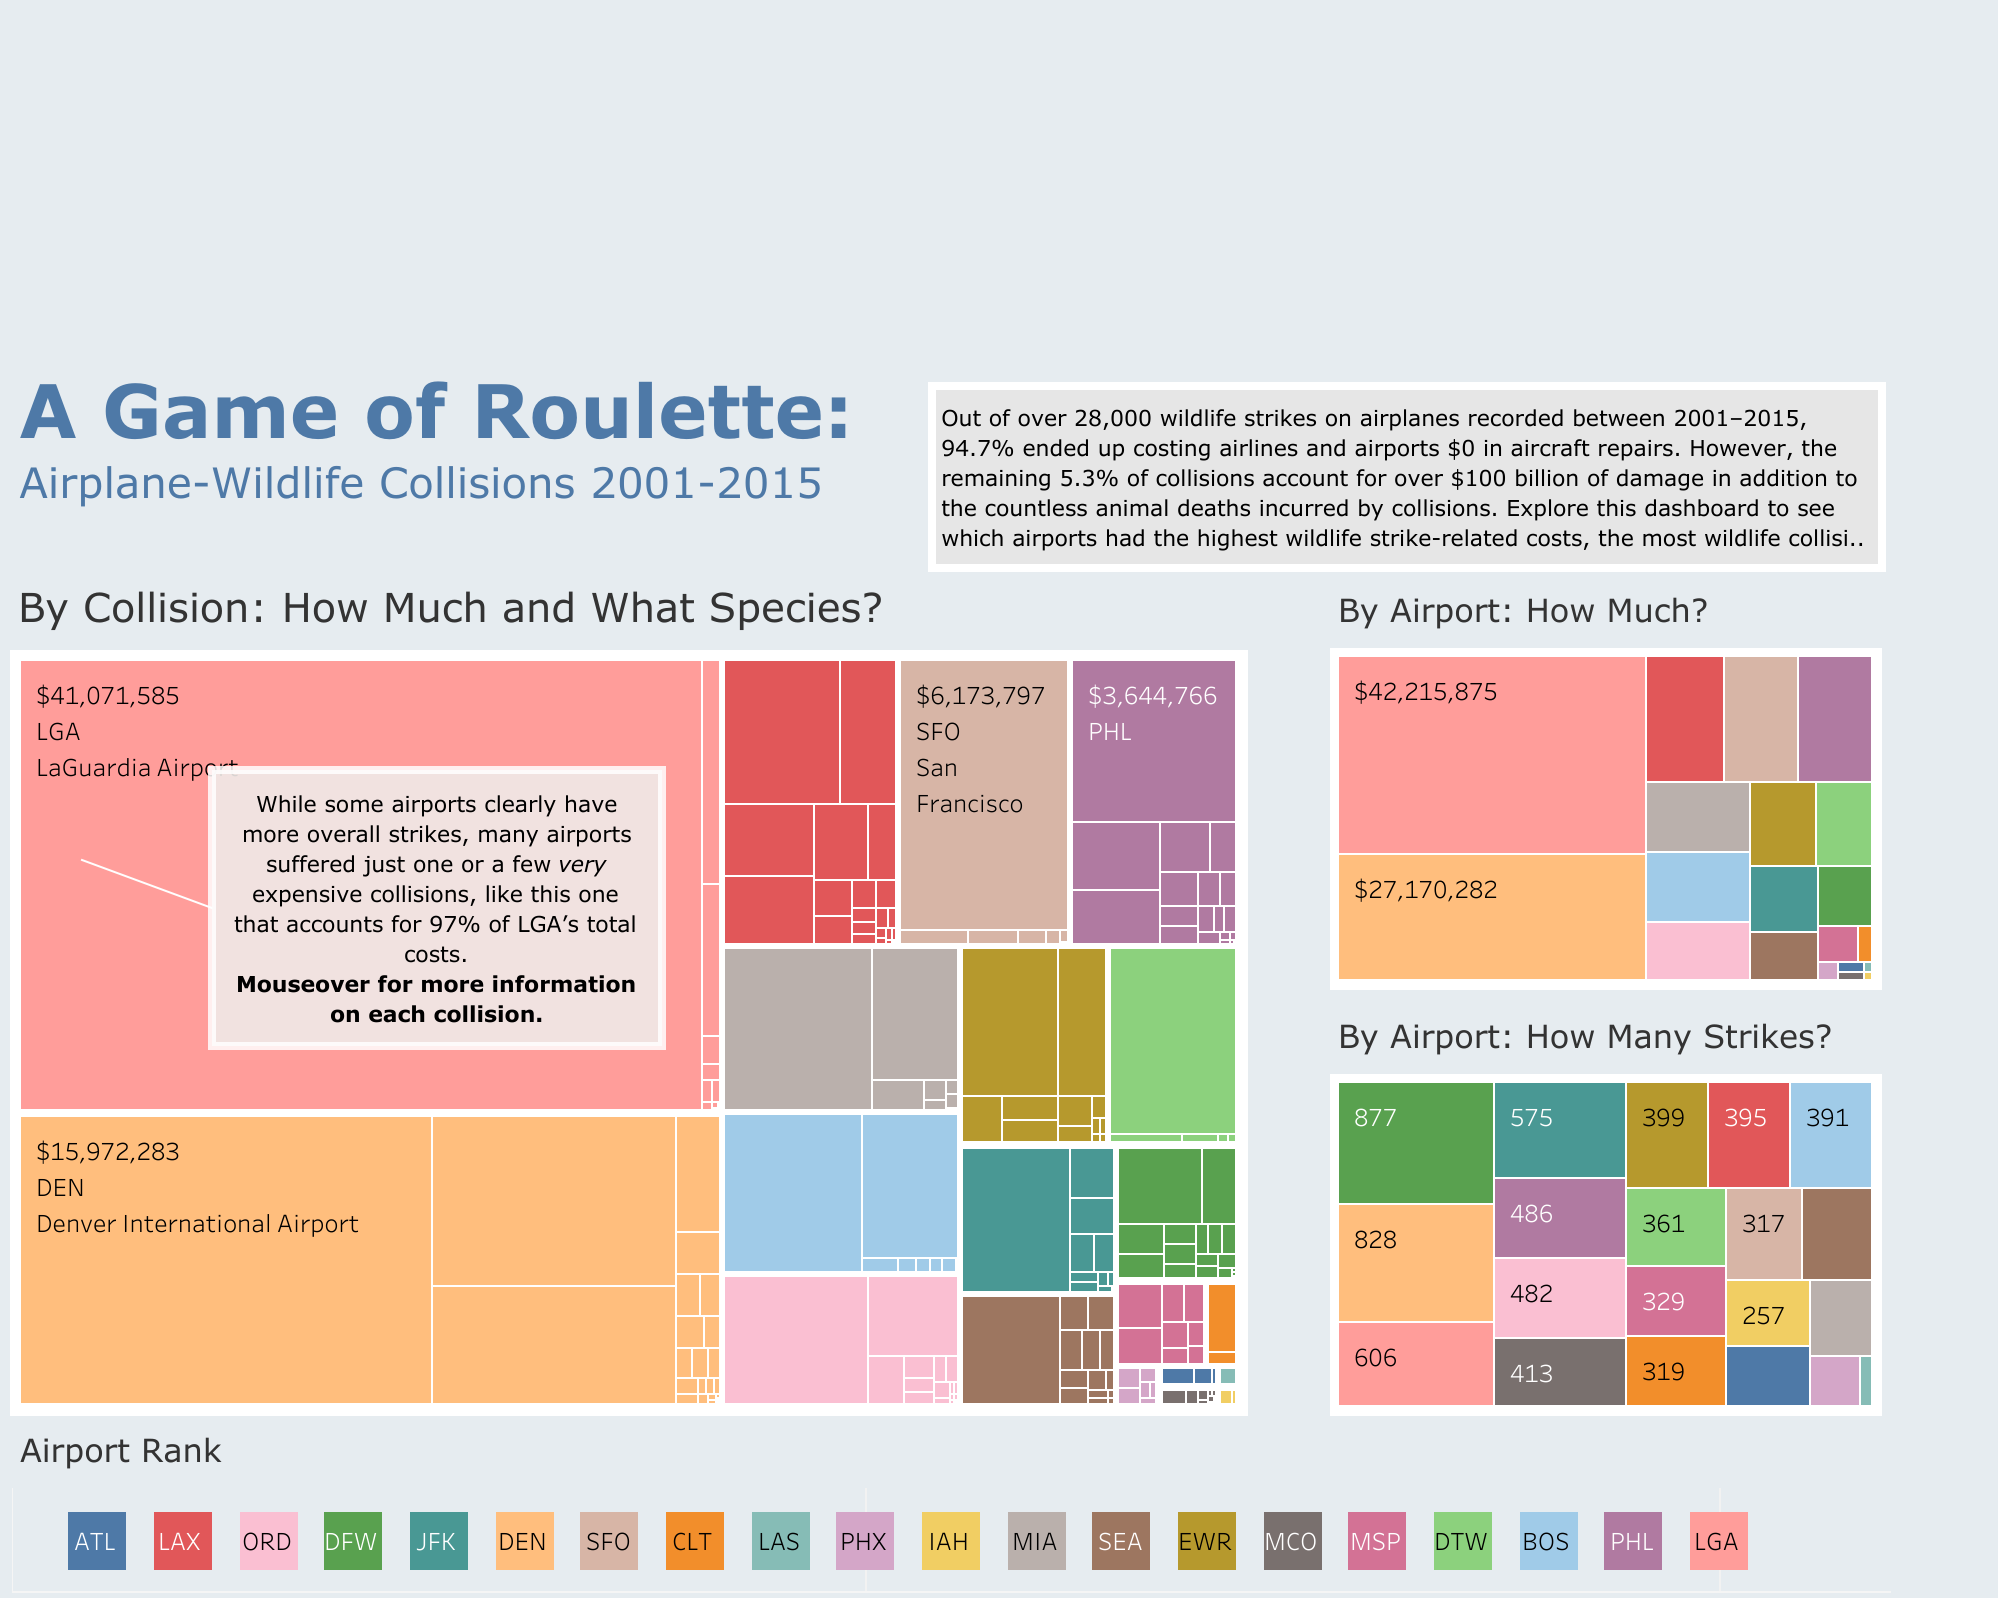 A Game of Roulette:
Airplane-Wildlife Collisions 2001-2015
Out of over 28,000 wildlife strikes on airplanes recorded between 2001–2015,
94.7% ended up costing airlines and airports $0 in aircraft repairs. However, the
remaining 5.3% of collisions account for over $100 billion of damage in addition to
the countless animal deaths incurred by collisions. Explore this dashboard to see
which airports had the highest wildlife strike-related costs, the most wildlife collisi..
By Collision: How Much and What Species?
$41,071,585
LGA
LaGuardia Airport
While some airports clearly have
more overall strikes, many airports
suffered just one or a few very
expensive collisions, like this one
that accounts for 97% of LGA’s total
costs.
Mouseover for more information
on each collision.
$6,173,797
SFO
San
Francisco
$3,644,766
PHL
$15,972,283
DEN
Denver International Airport
By Airport: How Much?
$42,215,875
$27,170,282
By Airport: How Many Strikes?
877
575
399
395
391
828
486
361
317
482
329
257
606
413
319
Airport Rank
ATL
LAX
ORD
DFW
JFK
DEN
SFO
CLT
LAS
PHX
IAH
MIA
SEA
EWR
MCO
MSP
DTW
BOS
PHL
LGA